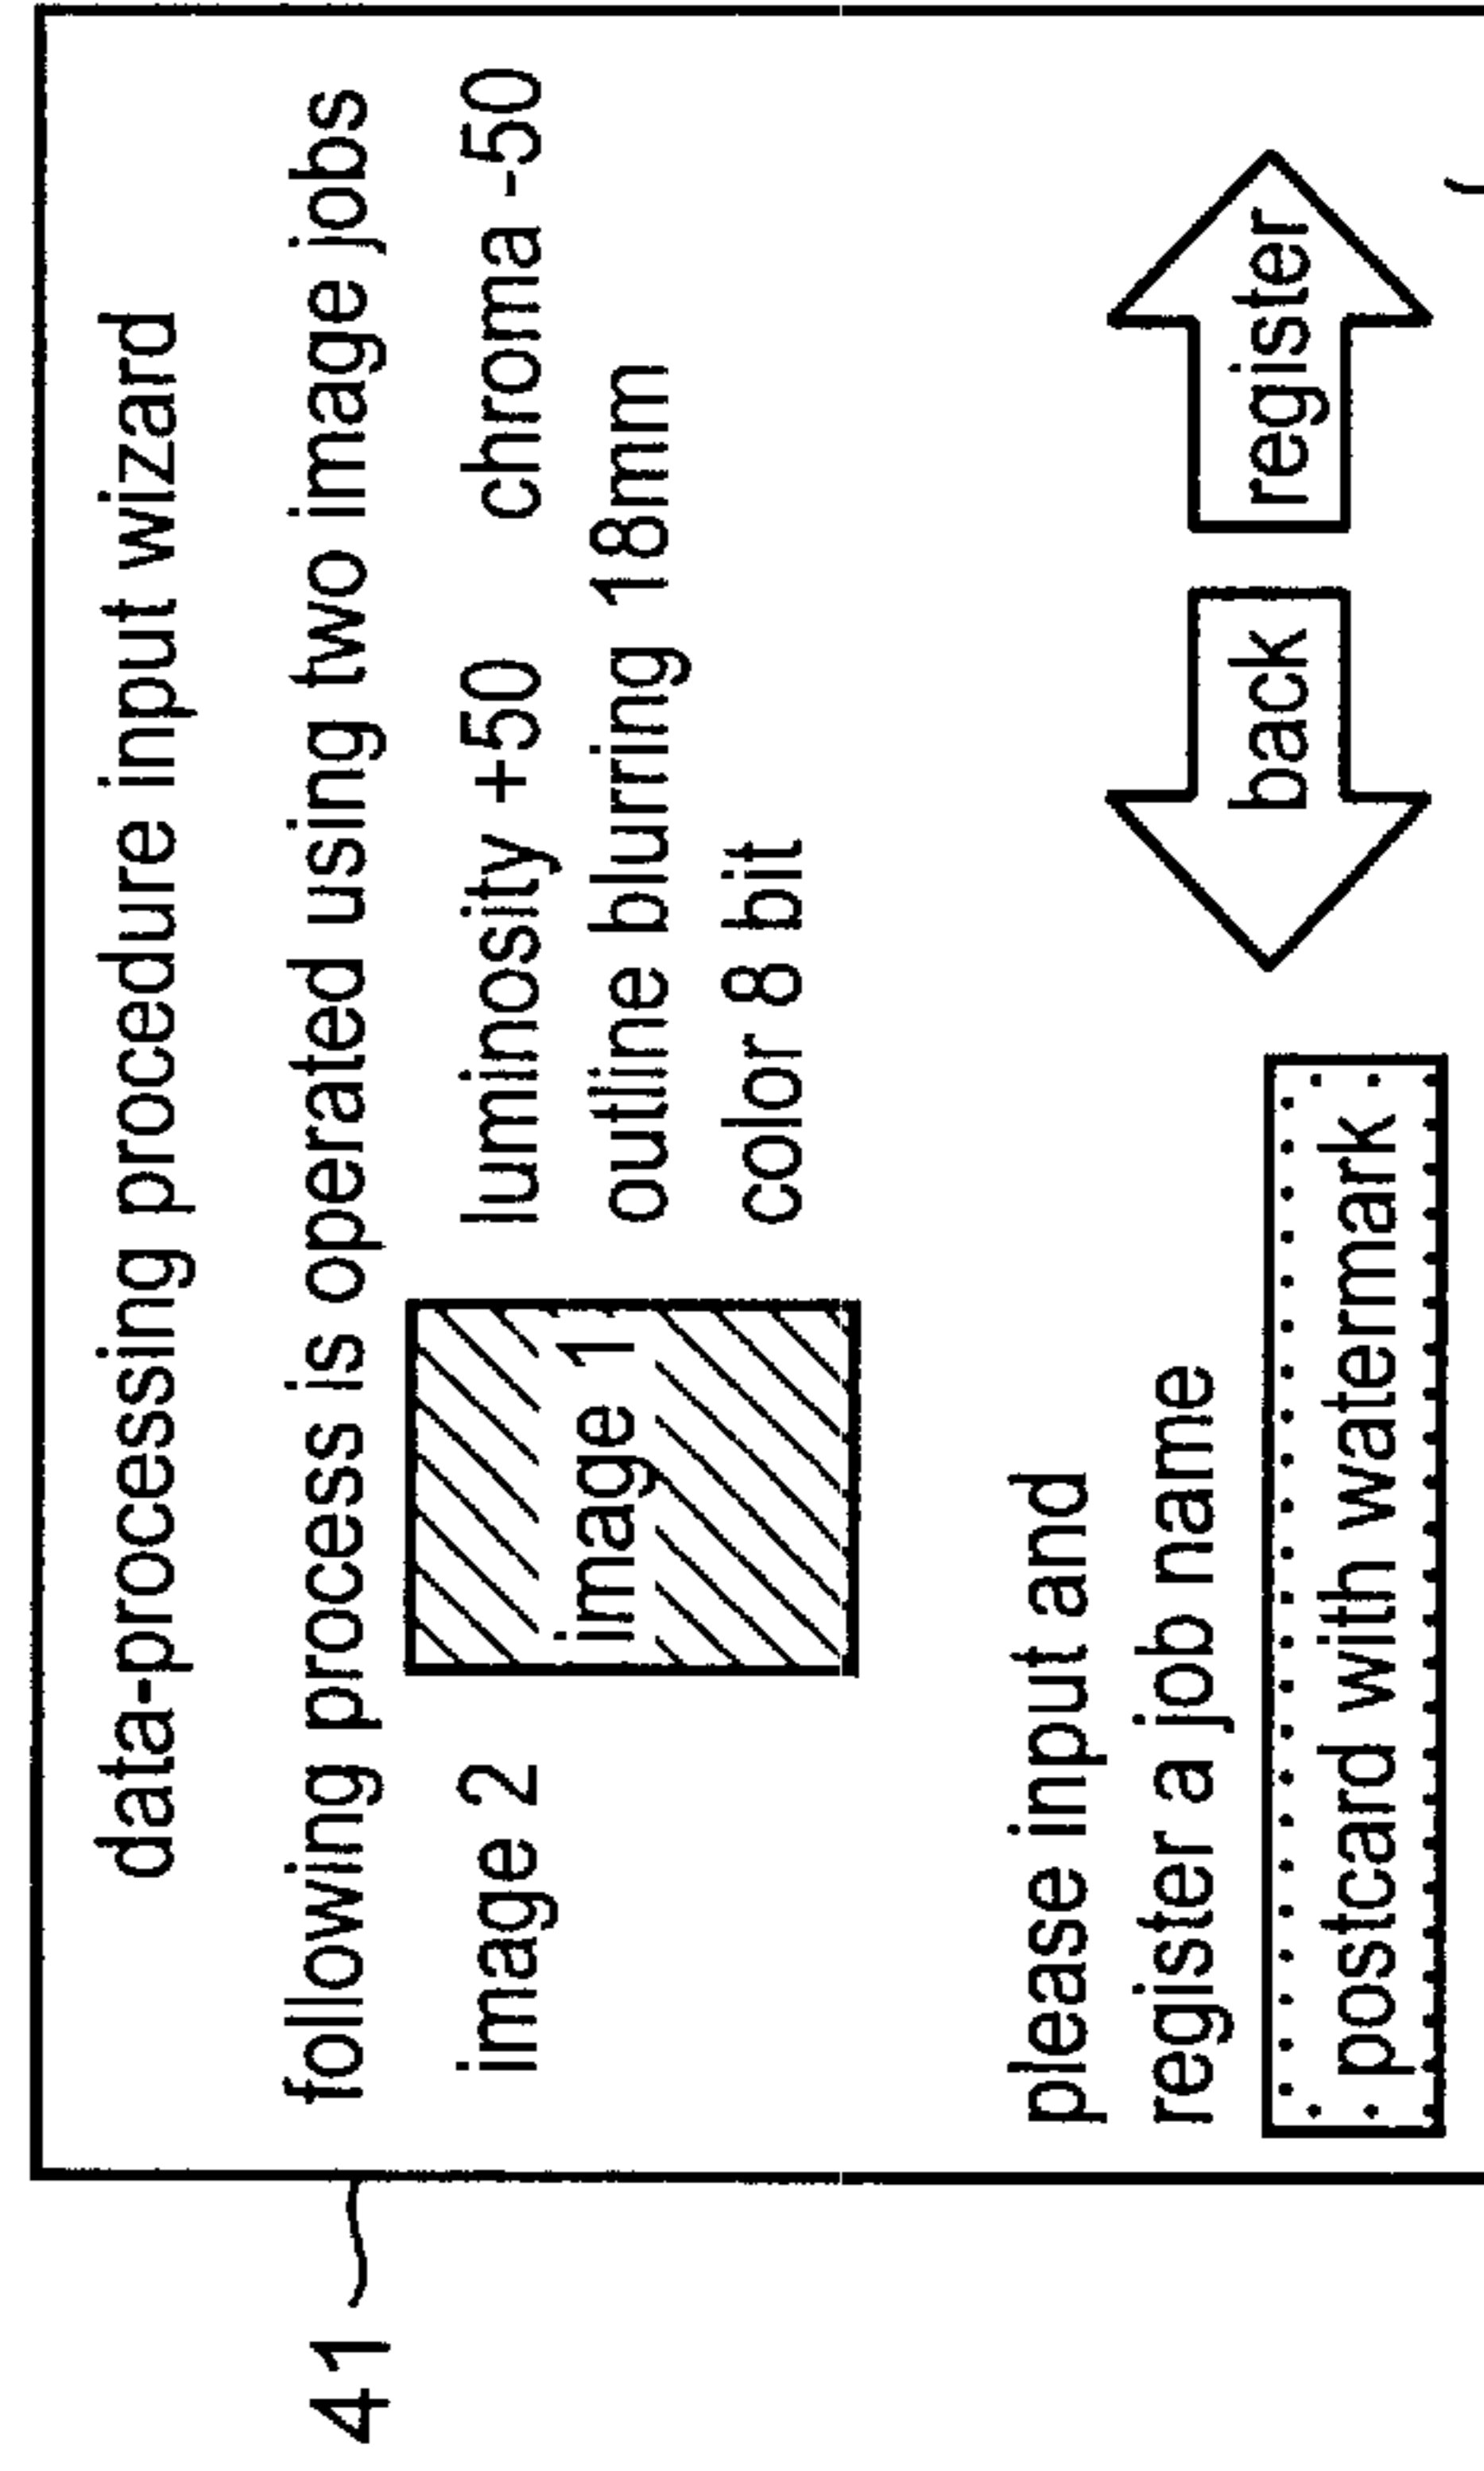 data-processing procedure input wizard
following process is operated using two image jobs
image 2
image 1
luminosity +50 chroma -50
outline blurring 18mm
color 8 bit
please input and
register a job name
postcard with watermark
back
register
41